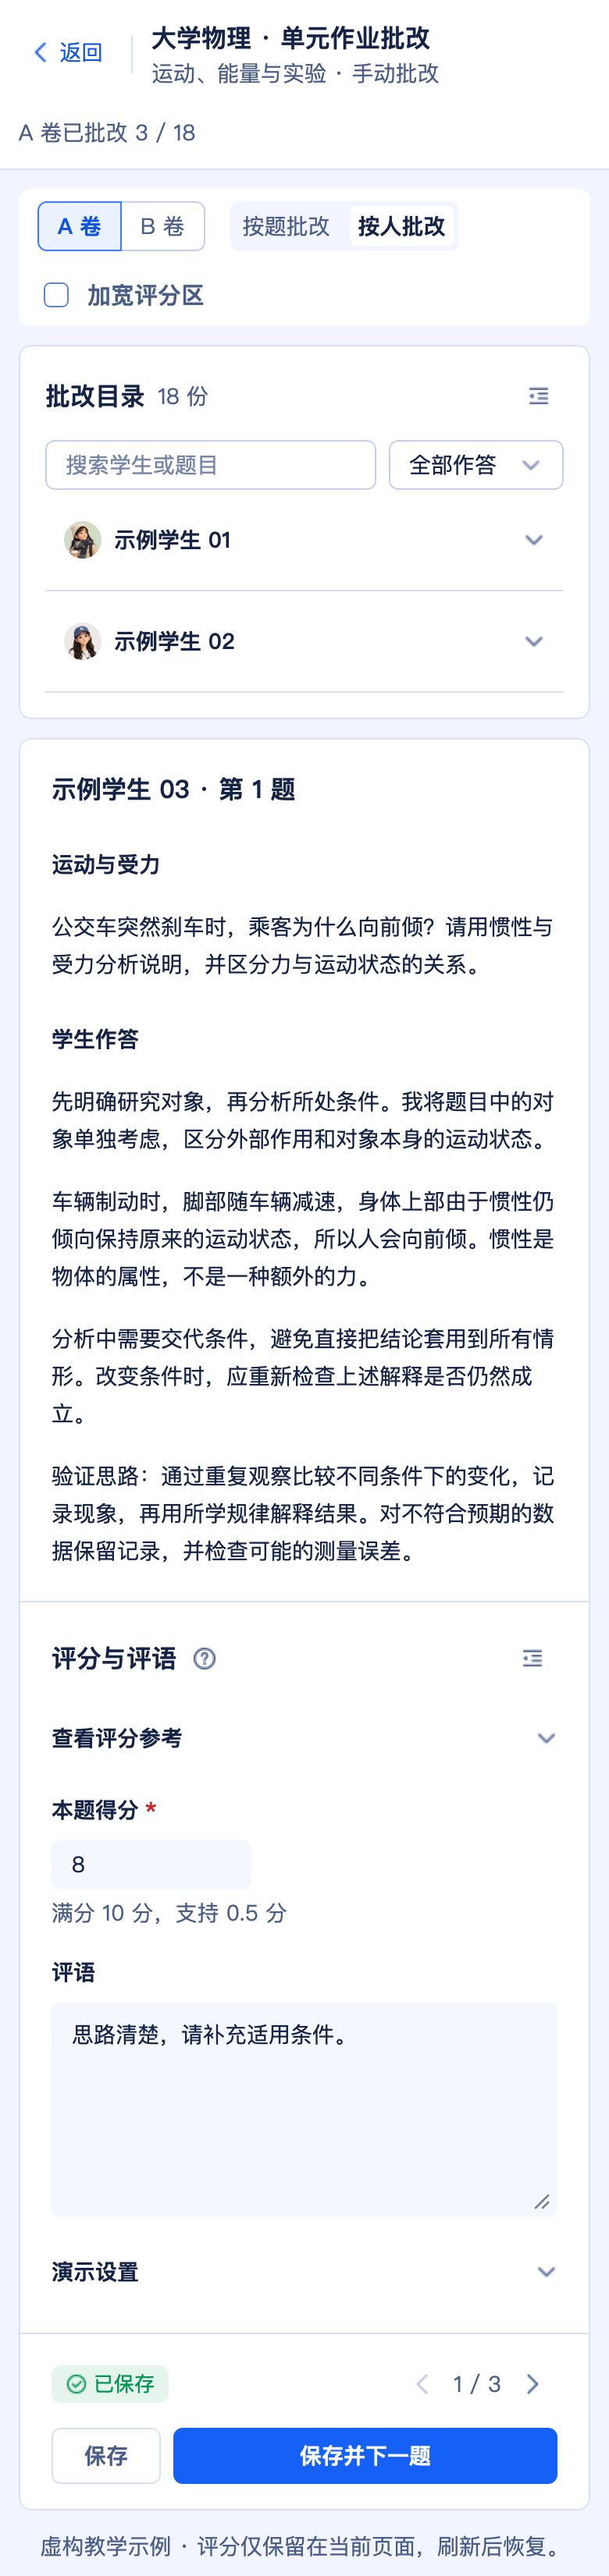 返回
大学物理 · 单元作业批改
运动、能量与实验 · 手动批改
A 卷已批改 3 / 18
A 卷 B 卷 按题批改 按人批改
加宽评分区
批改目录 18 份
搜索学生或题目 全部作答
示例学生 01
示例学生 02
示例学生 03 · 第 1 题
运动与受力
公交车突然刹车时，乘客为什么向前倾？请用惯性与
受力分析说明，并区分力与运动状态的关系。
学生作答
先明确研究对象，再分析所处条件。我将题目中的对
象单独考虑，区分外部作用和对象本身的运动状态。
车辆制动时，脚部随车辆减速，身体上部由于惯性仍
倾向保持原来的运动状态，所以人会向前倾。惯性是
物体的属性，不是一种额外的力。
分析中需要交代条件，避免直接把结论套用到所有情
形。改变条件时，应重新检查上述解释是否仍然成
立。
验证思路：通过重复观察比较不同条件下的变化，记
录现象，再用所学规律解释结果。对不符合预期的数
据保留记录，并检查可能的测量误差。
评分与评语 ?
查看评分参考
本题得分 *
8
满分 10 分，支持 0.5 分
评语
思路清楚，请补充适用条件。
演示设置
已保存 1 / 3
保存 保存并下一题
虚构教学示例 · 评分仅保留在当前页面，刷新后恢复。